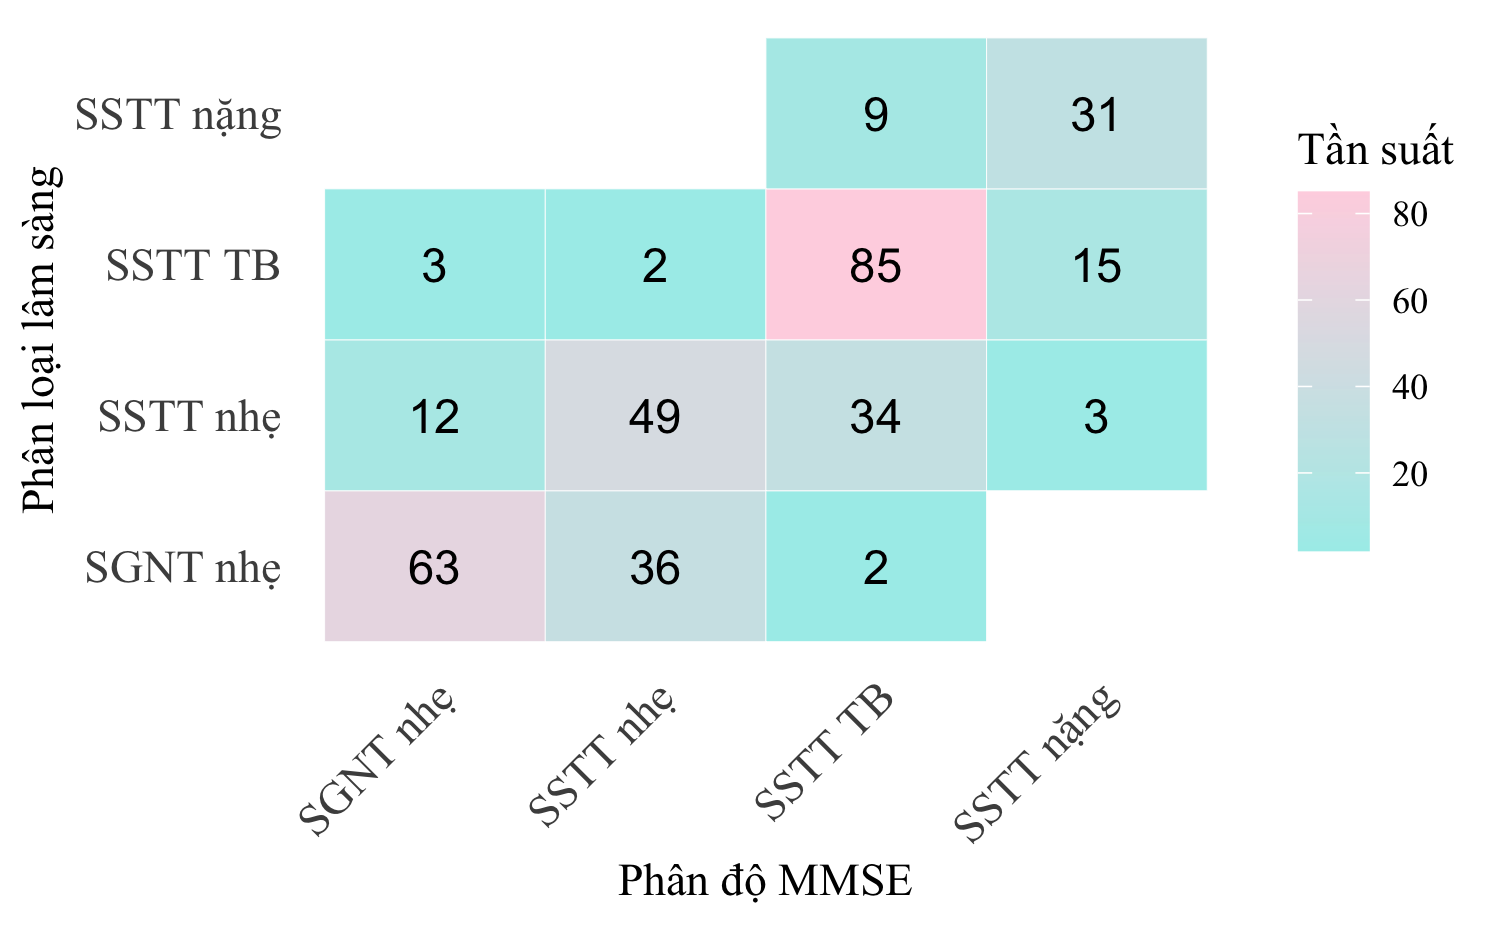 Phân loại lâm sàng
SSTT nặng
9
31
SSTT TB
3
2
85
15
SSTT nhẹ
12
49
34
3
SGNT nhẹ
63
36
2
SGNT nhẹ
SSTT nhẹ
SSTT TB
SSTT nặng
Phân độ MMSE
Tần suất
80
60
40
20